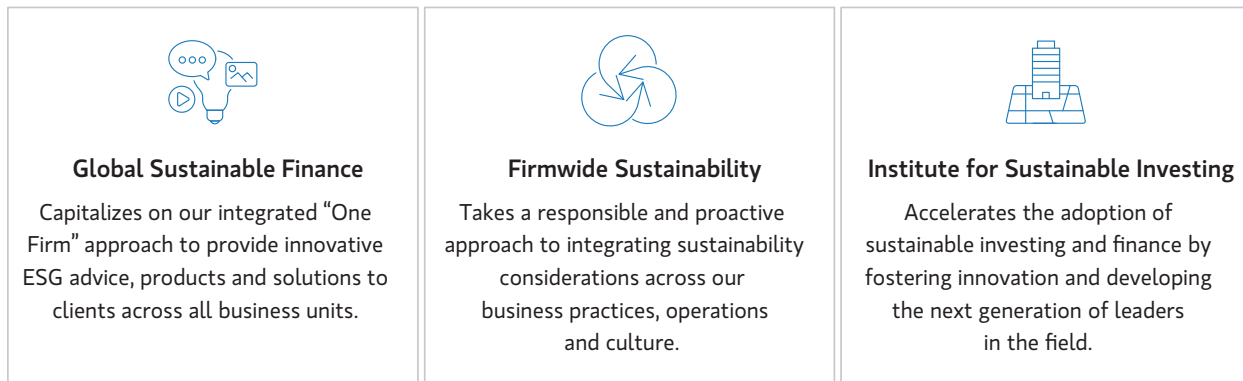 Global Sustainable Finance
Capitalizes on our integrated “One
Firm” approach to provide innovative
ESG advice, products and solutions to
clients across all business units.
Firmwide Sustainability
Takes a responsible and proactive
approach to integrating sustainability
considerations across our
business practices, operations
and culture.
Institute for Sustainable Investing
Accelerates the adoption of
sustainable investing and finance by
fostering innovation and developing
the next generation of leaders
in the field.